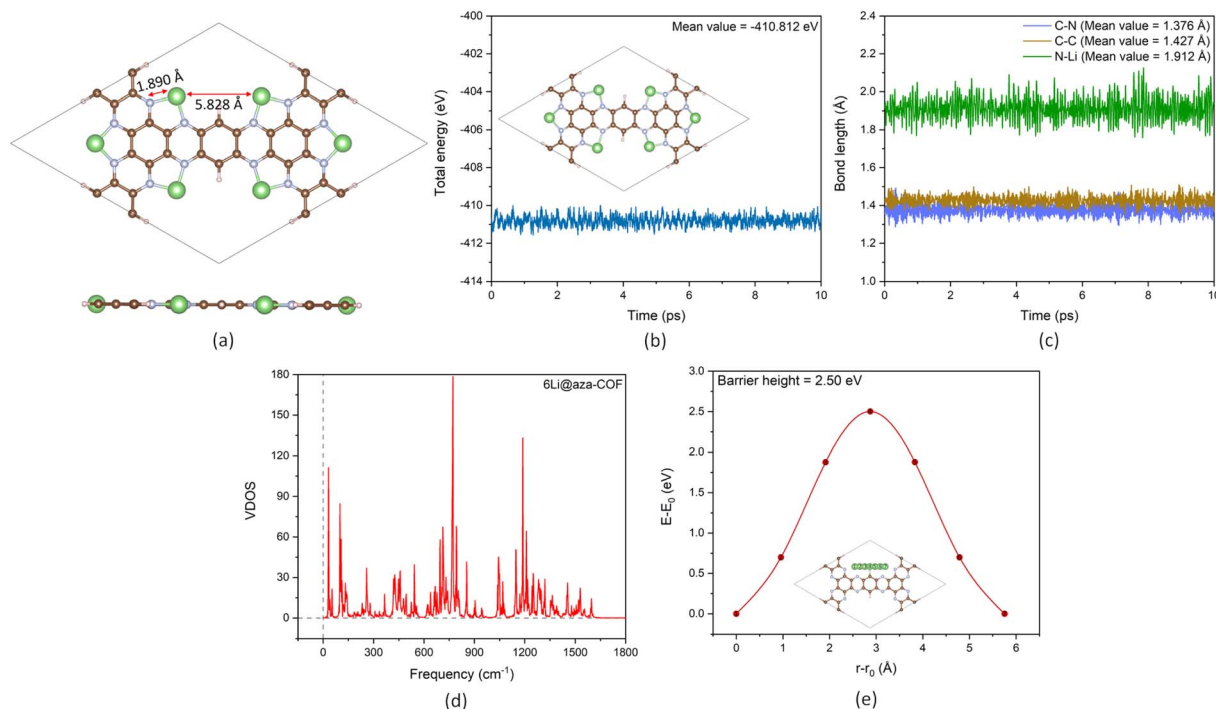 1.890 Å
5.828 Å
(a)
Mean value = -410.812 eV
Total energy (eV)
-400
-402
-404
-406
-408
-410
-412
-414
0 2 4 6 8 10
Time (ps)
(b)
C-N (Mean value = 1.376 Å)
C-C (Mean value = 1.427 Å)
N-Li (Mean value = 1.912 Å)
Bond length (Å)
2.4
2.2
2.0
1.8
1.6
1.4
1.2
1.0
0 2 4 6 8 10
Time (ps)
(c)
6Li@aza-COF
VDOS
180
150
120
90
60
30
0
0 300 600 900 1200 1500 1800
Frequency (cm⁻¹)
(d)
Barrier height = 2.50 eV
E-E₀ (eV)
3.0
2.5
2.0
1.5
1.0
0.5
0.0
0 1 2 3 4 5 6
r-r₀ (Å)
(e)